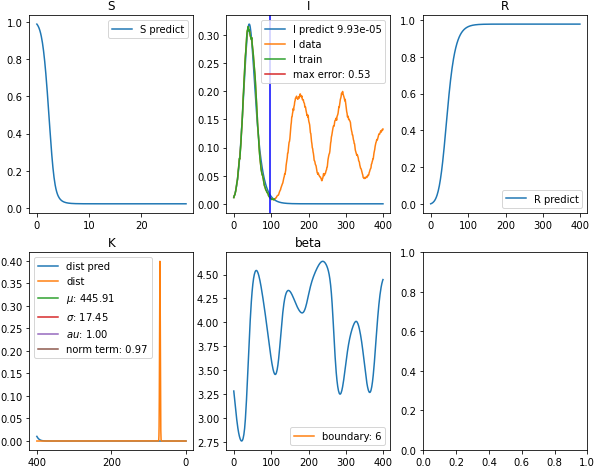 S
I
R
S predict
I predict 9.93e-05
I data
I train
max error: 0.53
R predict
1.0
0.8
0.6
0.4
0.2
0.0
0 10 20
0.30
0.25
0.20
0.15
0.10
0.05
0.00
0 100 200 300 400
1.0
0.8
0.6
0.4
0.2
0.0
0 100 200 300 400
K
beta
dist pred
dist
μ: 445.91
σ: 17.45
au: 1.00
norm term: 0.97
boundary: 6
0.40
0.35
0.30
0.25
0.20
0.15
0.10
0.05
0.00
400 200 0
4.50
4.25
4.00
3.75
3.50
3.25
3.00
2.75
0 100 200 300 400
1.0
0.8
0.6
0.4
0.2
0.0
0.0 0.2 0.4 0.6 0.8 1.0